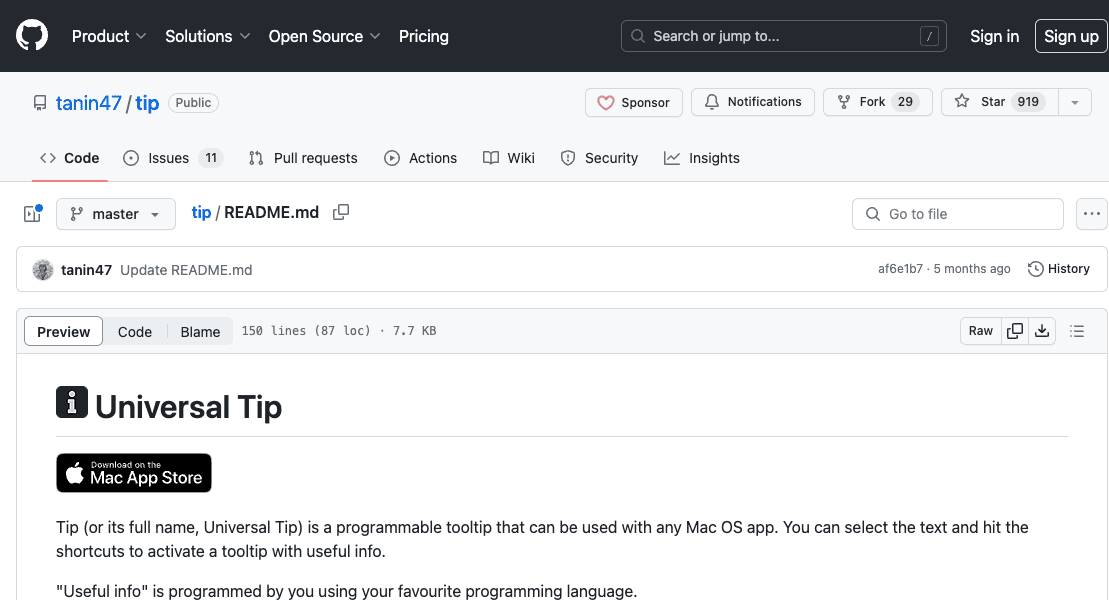 Product Solutions Open Source Pricing Search or jump to... / Sign in Sign up
tanin47 / tip Public Sponsor Notifications Fork 29 Star 919
Code Issues 11 Pull requests Actions Wiki Security Insights
master tip / README.md Go to file
tanin47 Update README.md af6e1b7 · 5 months ago History
Preview Code Blame 150 lines (87 loc) · 7.7 KB Raw
Universal Tip
Download on the
Mac App Store
Tip (or its full name, Universal Tip) is a programmable tooltip that can be used with any Mac OS app. You can select the text and hit the
shortcuts to activate a tooltip with useful info.
"Useful info" is programmed by you using your favourite programming language.